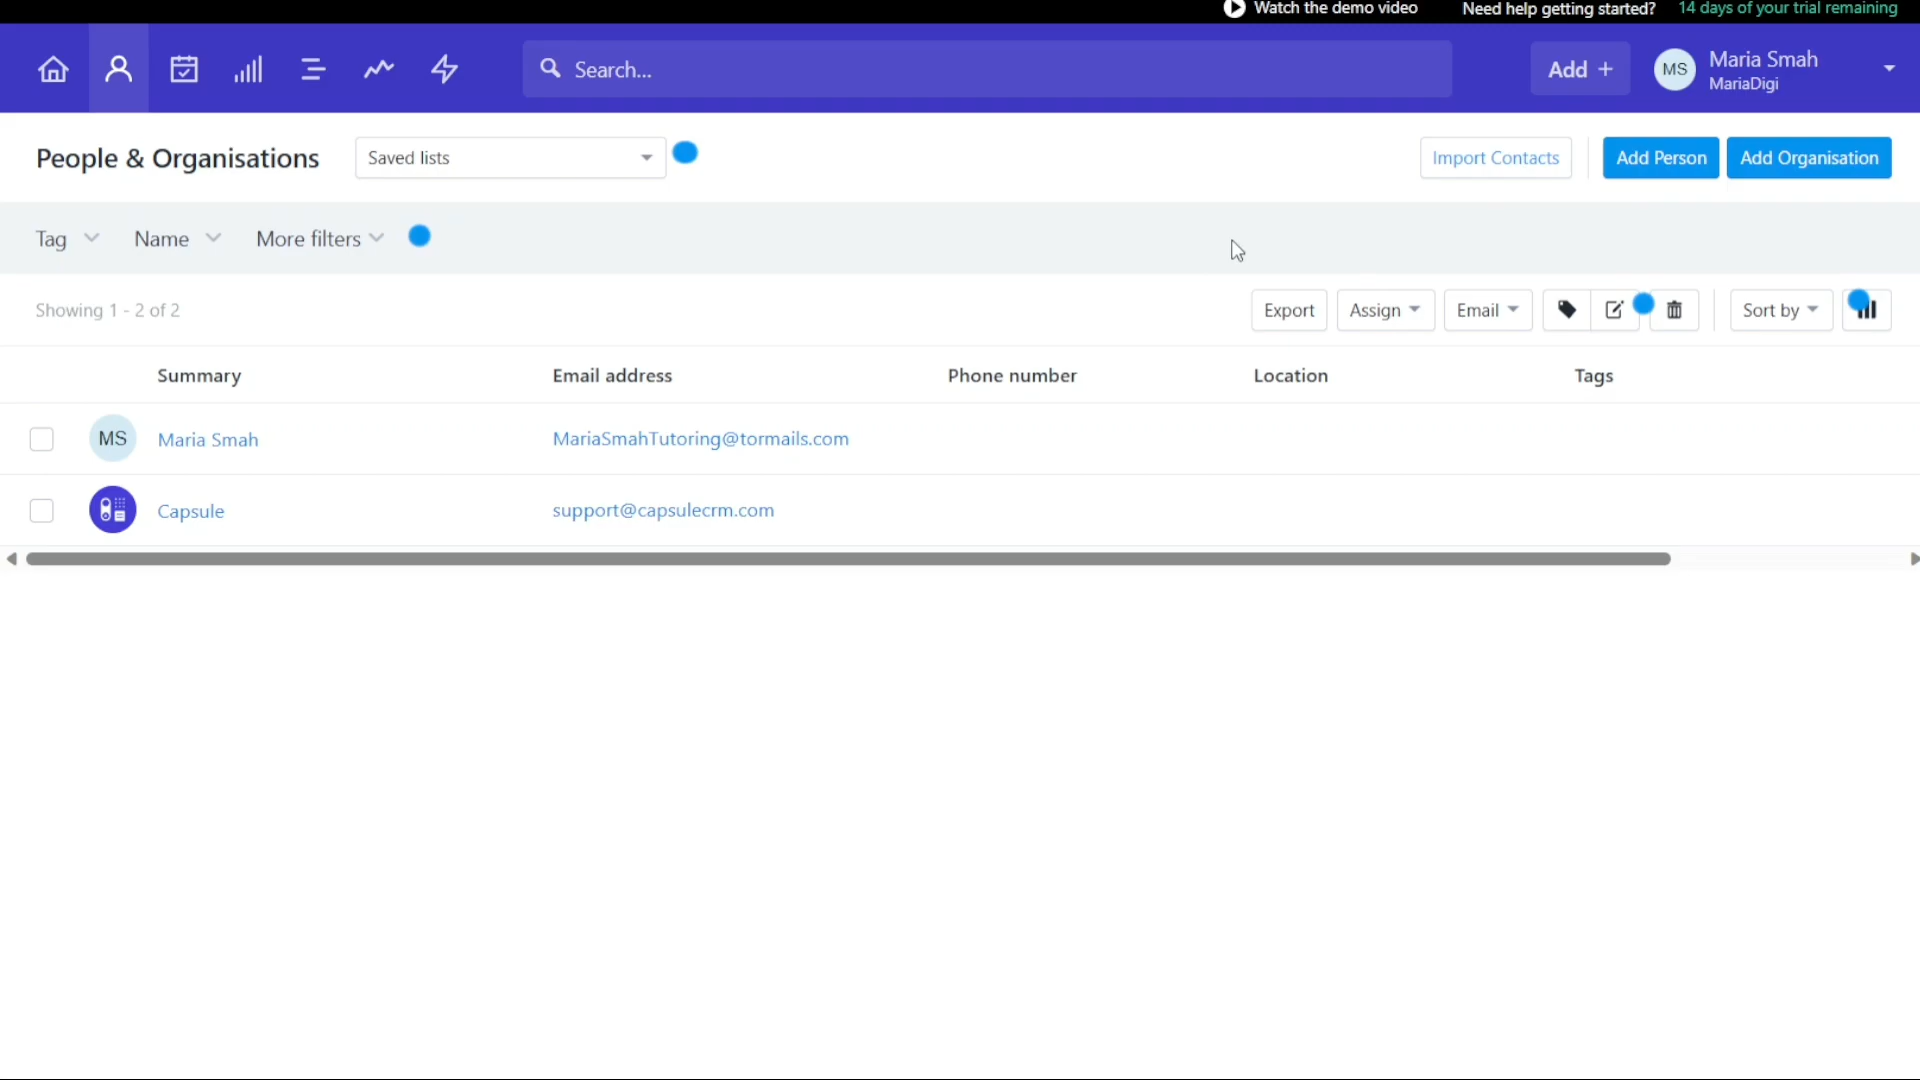 Watch the demo video Need help getting started? 14 days of your trial remaining
Search... Add + MS Maria Smah
MariaDigi
People & Organisations Saved lists Import Contacts Add Person Add Organisation
Tag Name More filters
Showing 1 - 2 of 2 Export Assign Email Sort by
Summary Email address Phone number Location Tags
MS Maria Smah MariaSmahTutoring@tormails.com
Capsule support@capsulecrm.com